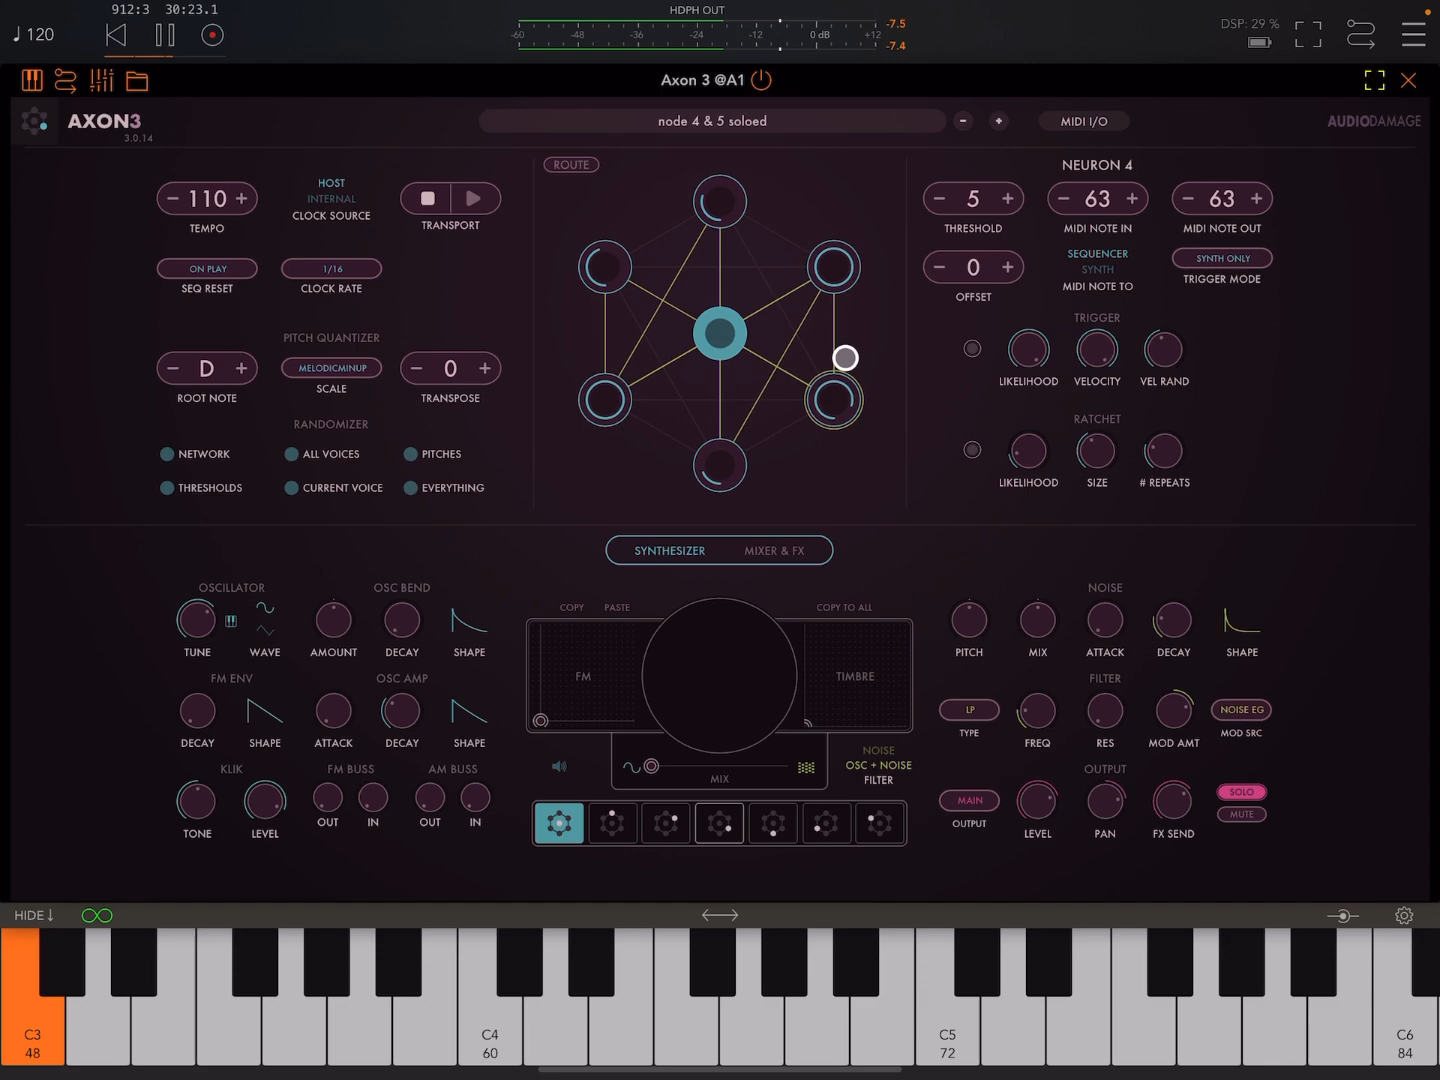 912:3 30:23.1
HDPH OUT
120
-60 -48 -36 -24 -12 0 dB +12
-7.5
-7.4
DSP: 29 %
Axon 3 @A1
AXON3
3.0.14
node 4 & 5 soloed
-
+
MIDI I/O
AUDIODAMAGE
- 110 +
TEMPO
HOST
INTERNAL
CLOCK SOURCE
TRANSPORT
ON PLAY
SEQ RESET
1/16
CLOCK RATE
PITCH QUANTIZER
- D +
ROOT NOTE
MELODICMINUP
SCALE
- 0 +
TRANSPOSE
RANDOMIZER
NETWORK
ALL VOICES
PITCHES
THRESHOLDS
CURRENT VOICE
EVERYTHING
ROUTE
NEURON 4
- 5 +
THRESHOLD
- 63 +
MIDI NOTE IN
- 63 +
MIDI NOTE OUT
- 0 +
OFFSET
SEQUENCER
SYNTH
MIDI NOTE TO
SYNTH ONLY
TRIGGER MODE
TRIGGER
LIKELIHOOD
VELOCITY
VEL RAND
RATCHET
LIKELIHOOD
SIZE
# REPEATS
SYNTHESIZER
MIXER & FX
OSCILLATOR
OSC BEND
TUNE
WAVE
AMOUNT
DECAY
SHAPE
FM ENV
OSC AMP
DECAY
SHAPE
ATTACK
DECAY
SHAPE
KLIK
FM BUSS
AM BUSS
TONE
LEVEL
OUT
IN
OUT
IN
COPY
PASTE
COPY TO ALL
FM
TIMBRE
MIX
NOISE
OSC + NOISE
FILTER
NOISE
PITCH
MIX
ATTACK
DECAY
SHAPE
FILTER
LP
TYPE
FREQ
RES
MOD AMT
NOISE EG
MOD SRC
OUTPUT
MAIN
OUTPUT
LEVEL
PAN
FX SEND
SOLO
MUTE
HIDE↓
C3
48
C4
60
C5
72
C6
84